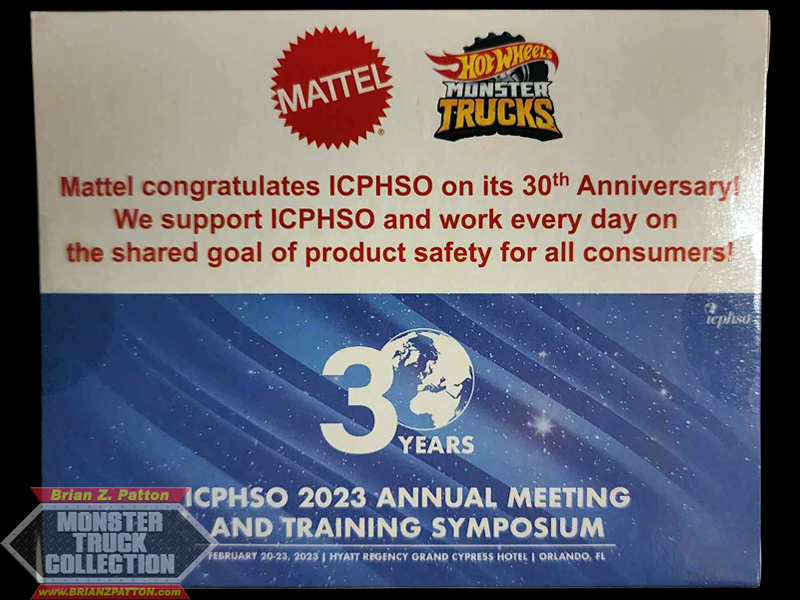 MATTEL
HOT WHEELS
MONSTER
TRUCKS
Mattel congratulates ICPHSO on its 30th Anniversary!
We support ICPHSO and work every day on
the shared goal of product safety for all consumers!
icphso
30
YEARS
ICPHSO 2023 ANNUAL MEETING
AND TRAINING SYMPOSIUM
FEBRUARY 20-23, 2023 | HYATT REGENCY GRAND CYPRESS HOTEL | ORLANDO, FL
Brian Z. Patton
MONSTER
TRUCK
COLLECTION
www.BRIANZPATTON.com